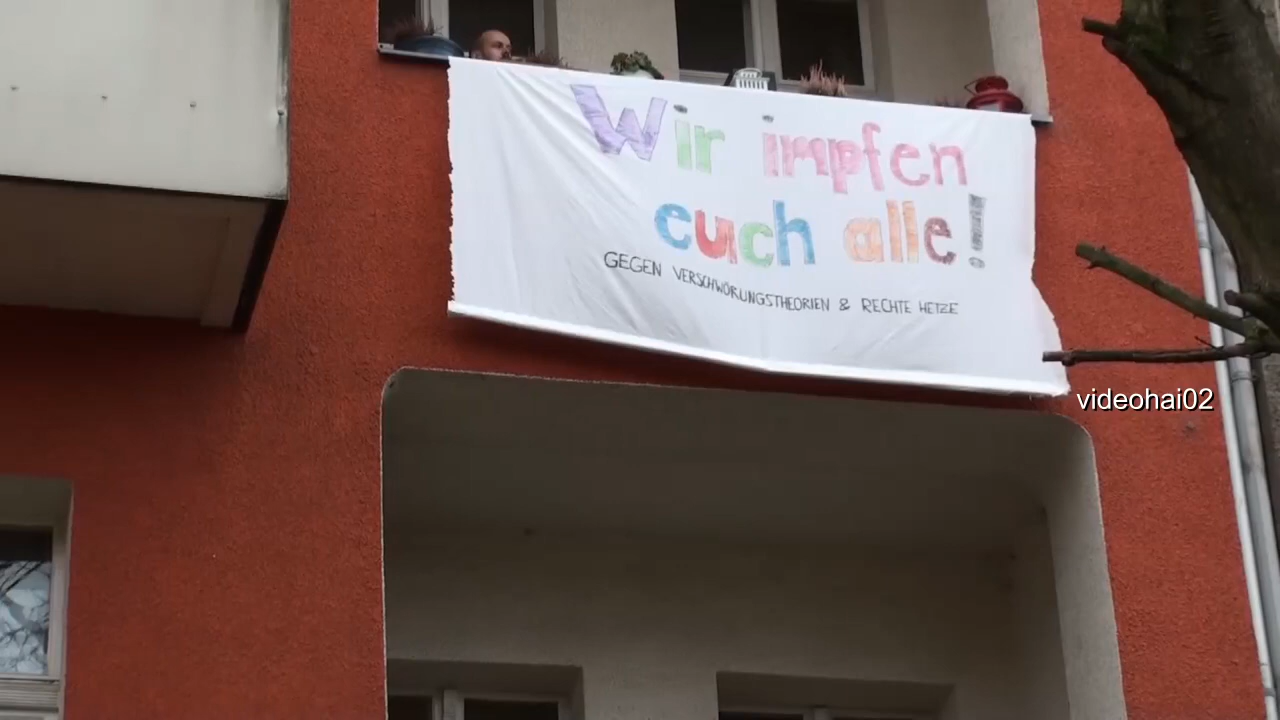 Wir impfen
euch alle!
GEGEN VERSCHWÖRUNGSTHEORIEN & RECHTE HETZE
videohai02